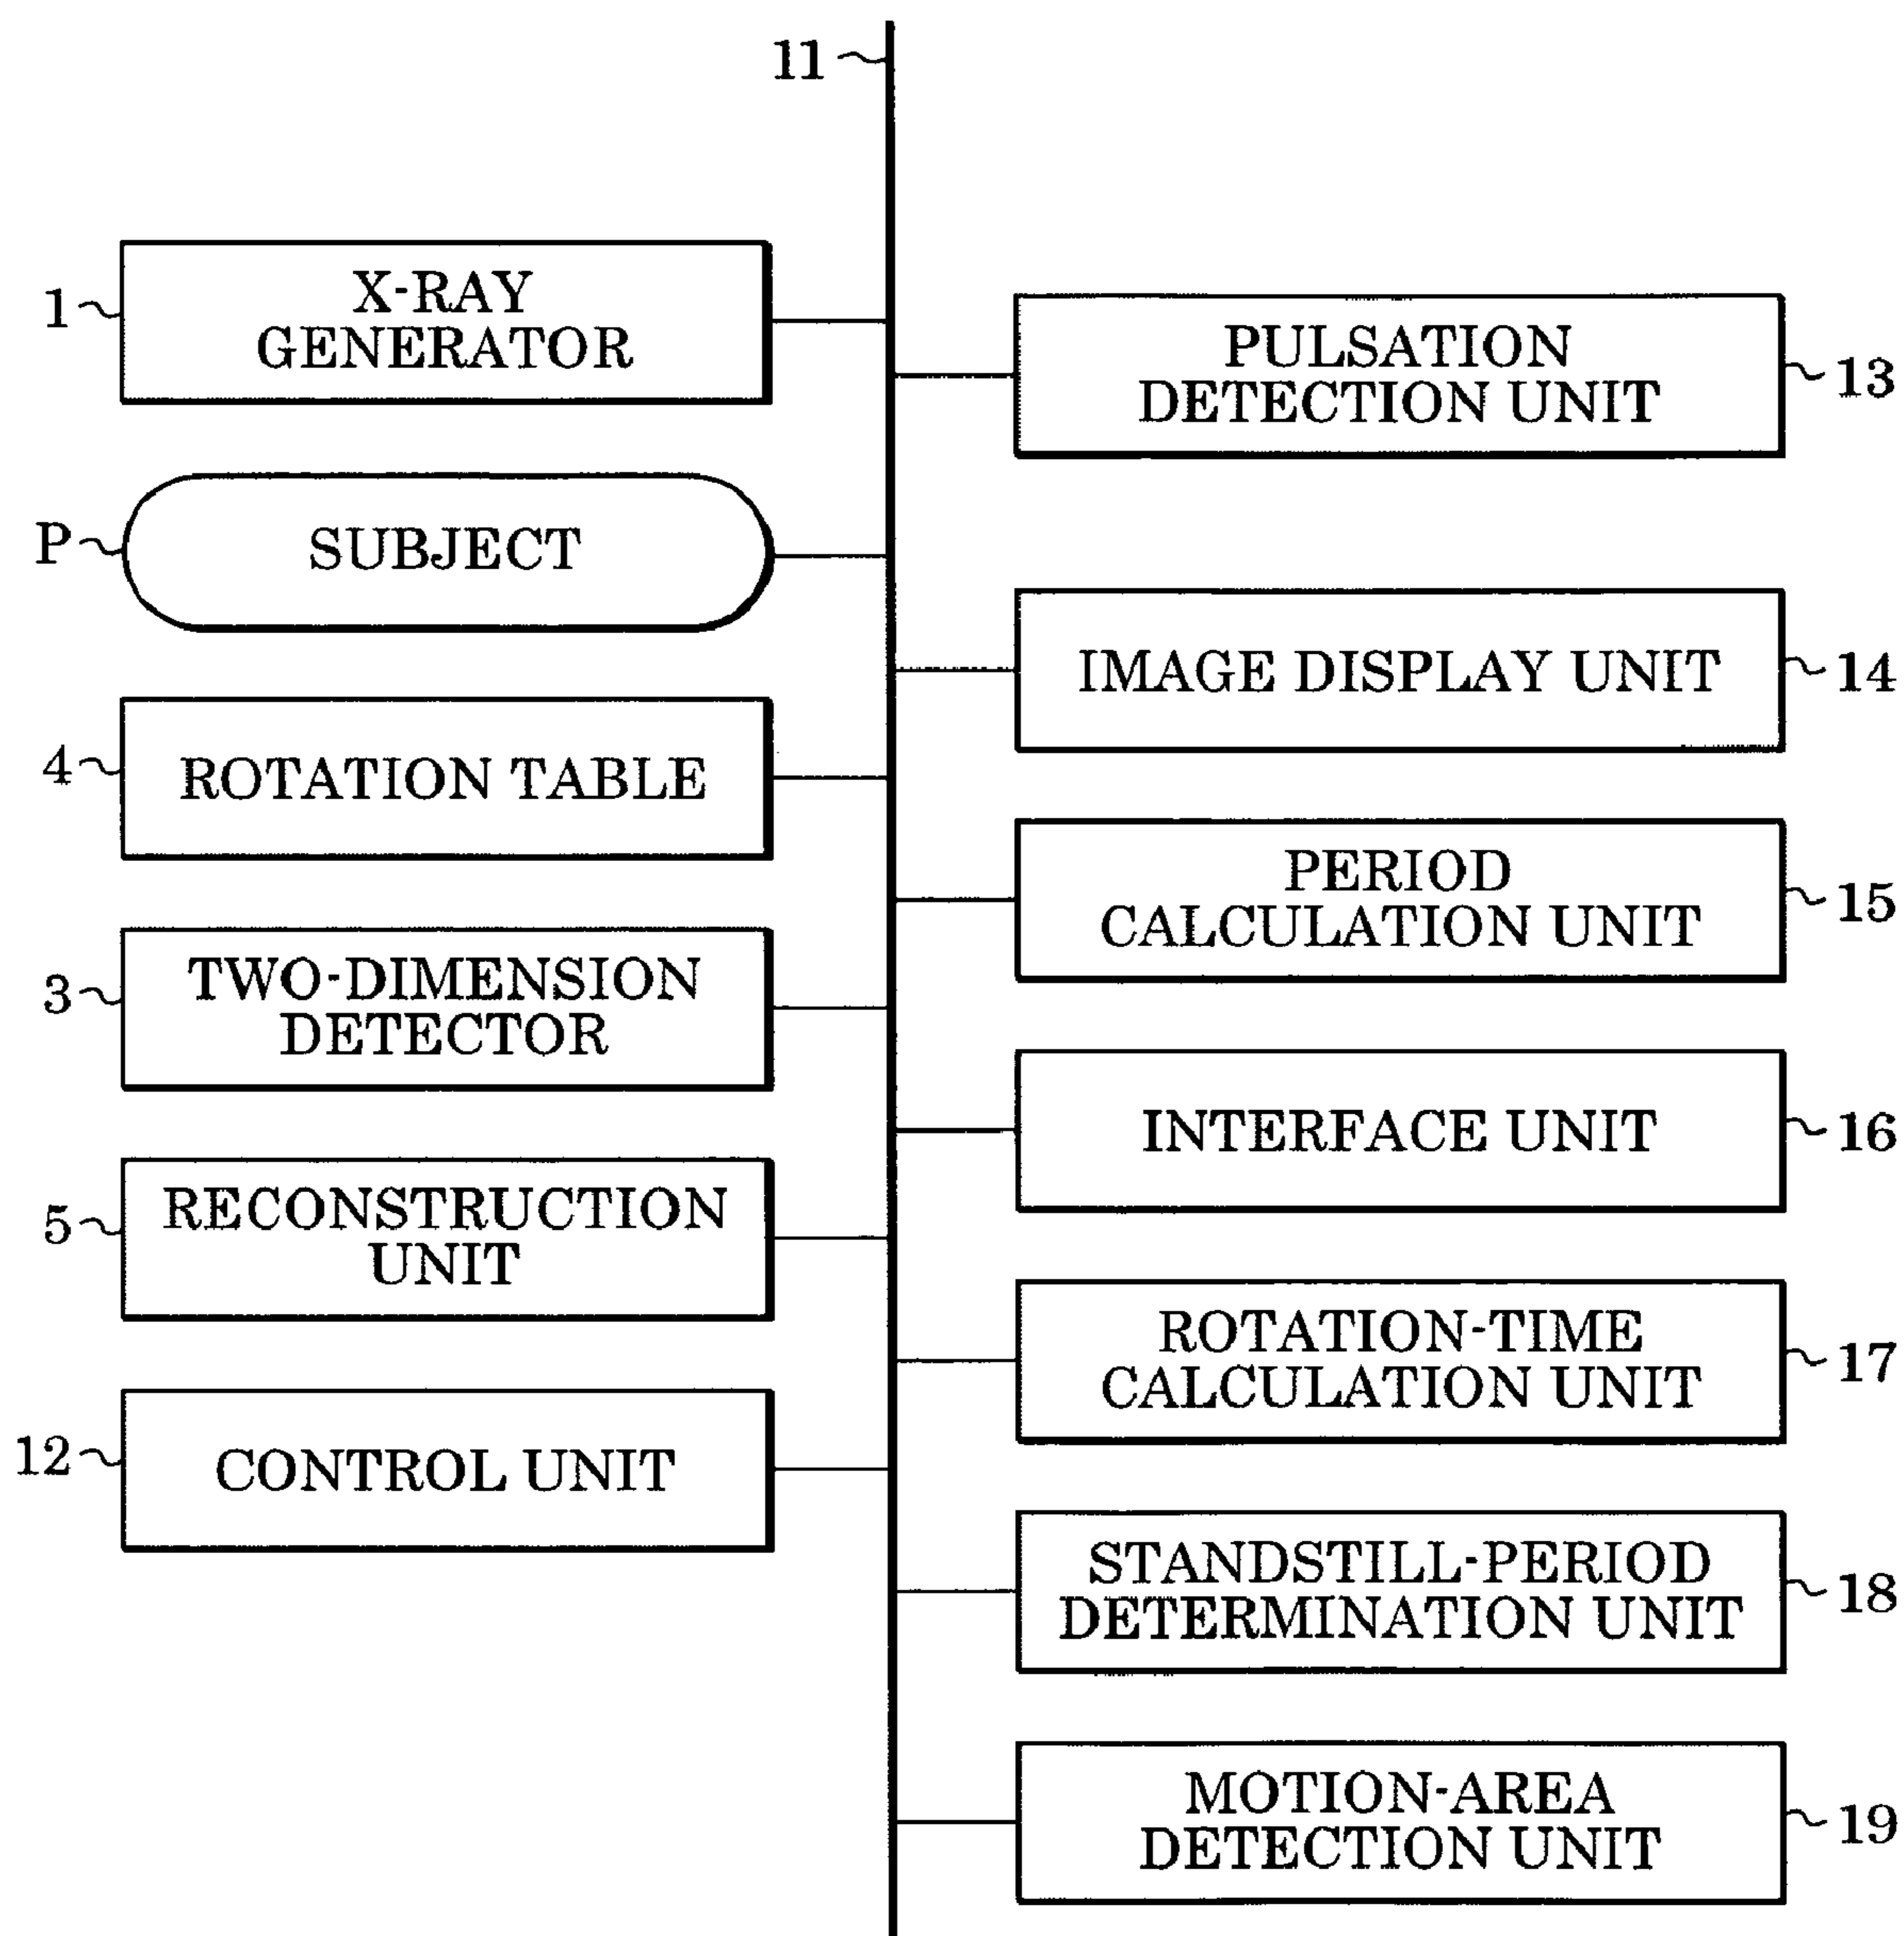 11
1
X-RAY
GENERATOR
P
SUBJECT
4
ROTATION TABLE
3
TWO-DIMENSION
DETECTOR
5
RECONSTRUCTION
UNIT
12
CONTROL UNIT
PULSATION
DETECTION UNIT
13
IMAGE DISPLAY UNIT
14
PERIOD
CALCULATION UNIT
15
INTERFACE UNIT
16
ROTATION-TIME
CALCULATION UNIT
17
STANDSTILL-PERIOD
DETERMINATION UNIT
18
MOTION-AREA
DETECTION UNIT
19